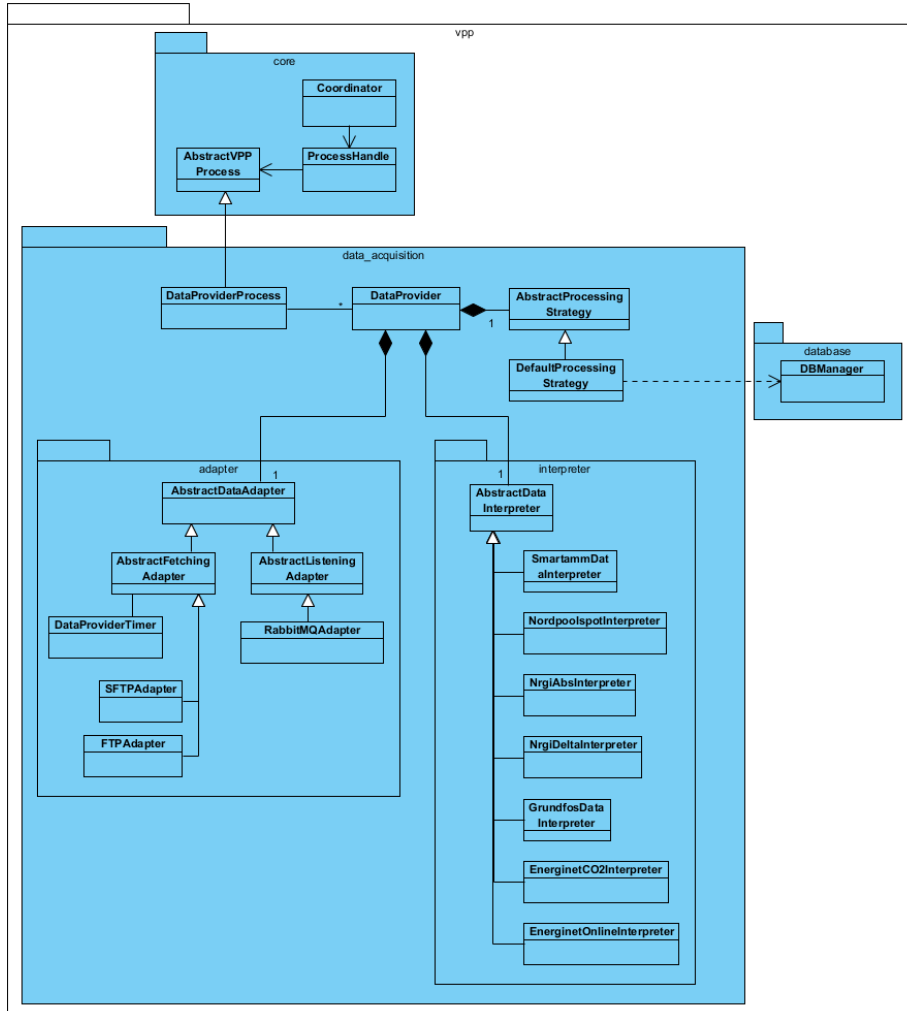 vpp
core
Coordinator
AbstractVPP
Process
ProcessHandle
data_acquisition
DataProviderProcess
*
DataProvider
1
AbstractProcessing
Strategy
DefaultProcessing
Strategy
database
DBManager
adapter
1
AbstractDataAdapter
AbstractFetching
Adapter
AbstractListening
Adapter
DataProviderTimer
RabbitMQAdapter
SFTPAdapter
FTPAdapter
interpreter
1
AbstractData
Interpreter
SmartammDat
aInterpreter
NordpoolspotInterpreter
NrgiAbsInterpreter
NrgiDeltaInterpreter
GrundfosData
Interpreter
EnerginetCO2Interpreter
EnerginetOnlineInterpreter